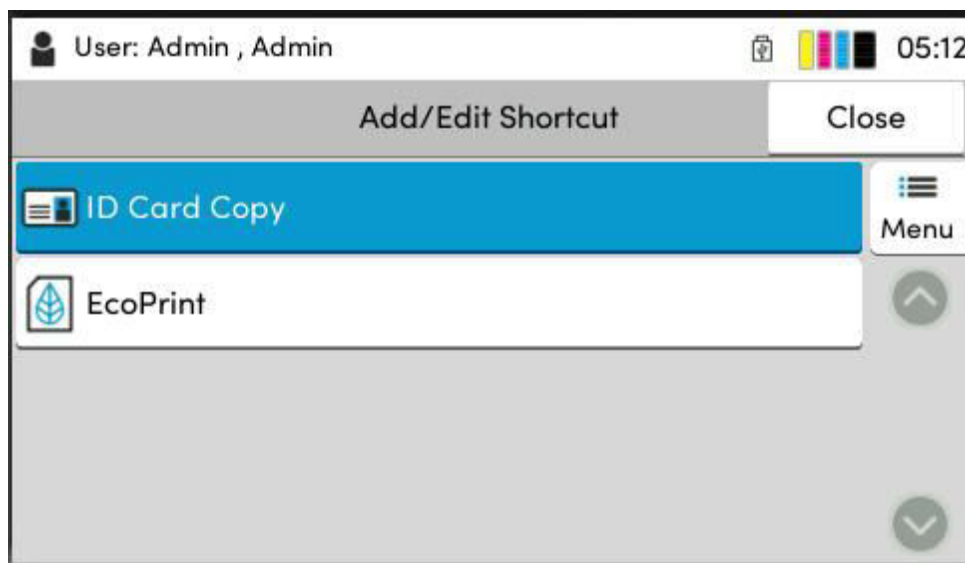 User: Admin , Admin
05:12
Add/Edit Shortcut
Close
ID Card Copy
Menu
EcoPrint